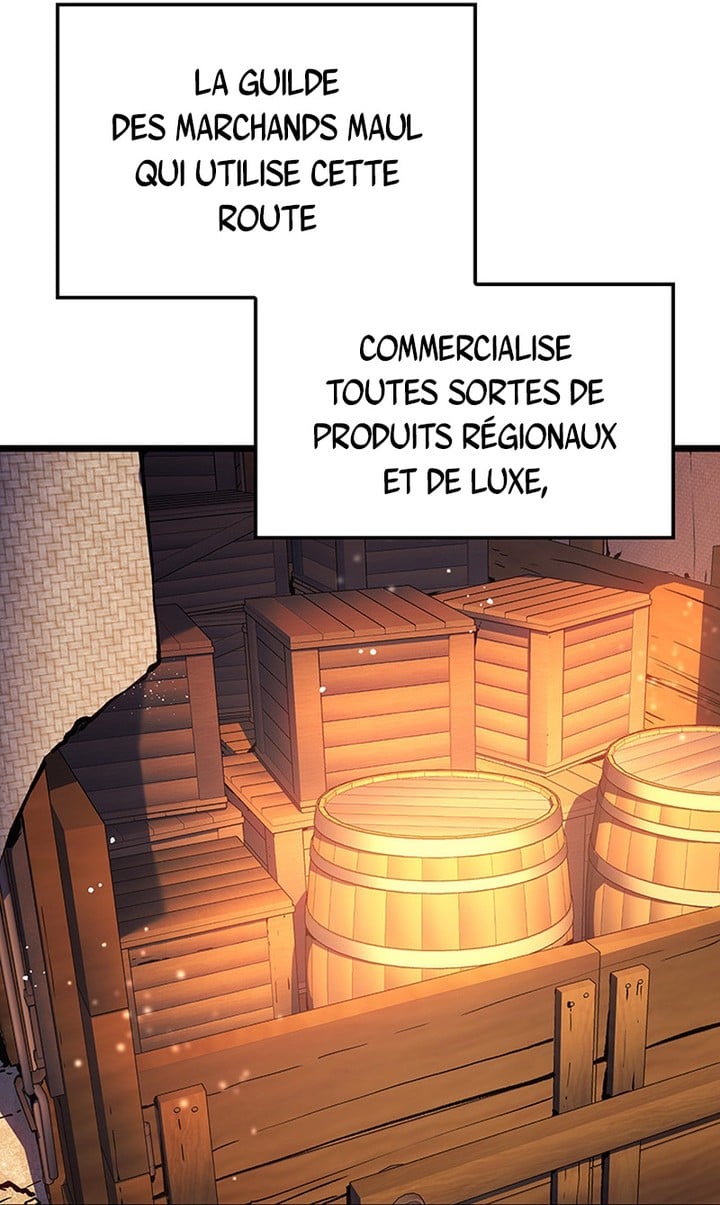 LA GUILDE
DES MARCHANDS MAUL
QUI UTILISE CETTE
ROUTE
COMMERCIALISE
TOUTES SORTES DE
PRODUITS RÉGIONAUX
ET DE LUXE,